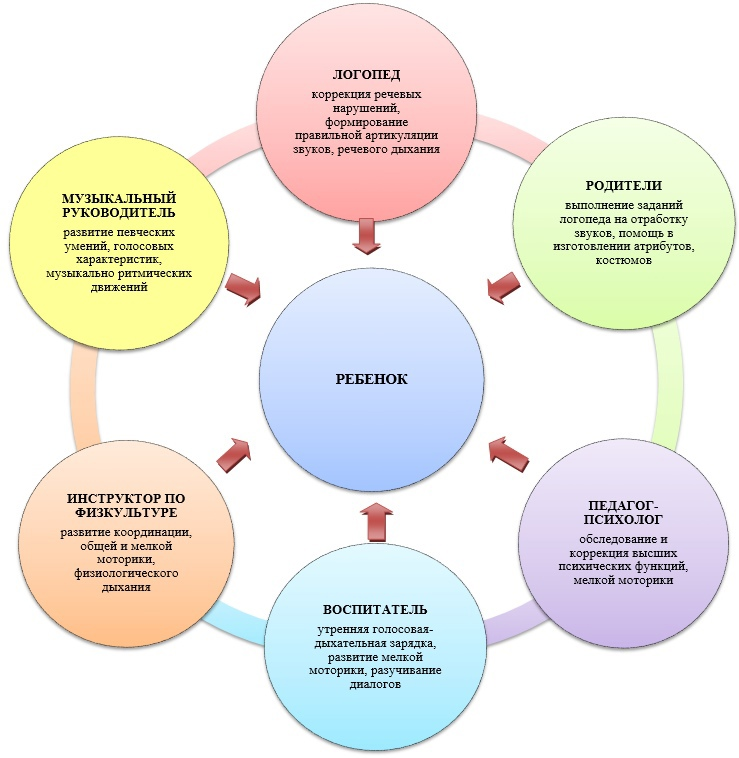 ЛОГОПЕД
коррекция речевых
нарушений,
формирование
правильной артикуляции
звуков, речевого дыхания
РОДИТЕЛИ
выполнение заданий
логопеда на отработку
звуков, помощь в
изготовлении атрибутов,
костюмов
ПЕДАГОГ-
ПСИХОЛОГ
обследование и
коррекция высших
психических функций,
мелкой моторики
ВОСПИТАТЕЛЬ
утренняя голосовая-
дыхательная зарядка,
развитие мелкой
моторики, разучивание
диалогов
ИНСТРУКТОР ПО
ФИЗКУЛЬТУРЕ
развитие координации,
общей и мелкой
моторики,
физиологического
дыхания
МУЗЫКАЛЬНЫЙ
РУКОВОДИТЕЛЬ
развитие певческих
умений, голосовых
характеристик,
музыкально ритмических
движений
РЕБЕНОК